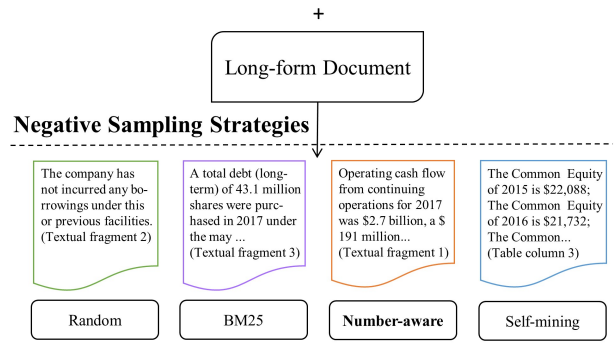 +
Long-form Document
Negative Sampling Strategies
The company has
not incurred any bo-
rrowings under this
or previous facilities.
(Textual fragment 2)
A total debt (long-
term) of 43.1 million
shares were purc-
hased in 2017 under
the may ...
(Textual fragment 3)
Operating cash flow
from continuing
operations for 2017
was $2.7 billion, a $
191 million...
(Textual fragment 1)
The Common Equity
of 2015 is $22,088;
The Common Equity
of 2016 is $21,732;
The Common...
(Table column 3)
Random
BM25
Number-aware
Self-mining